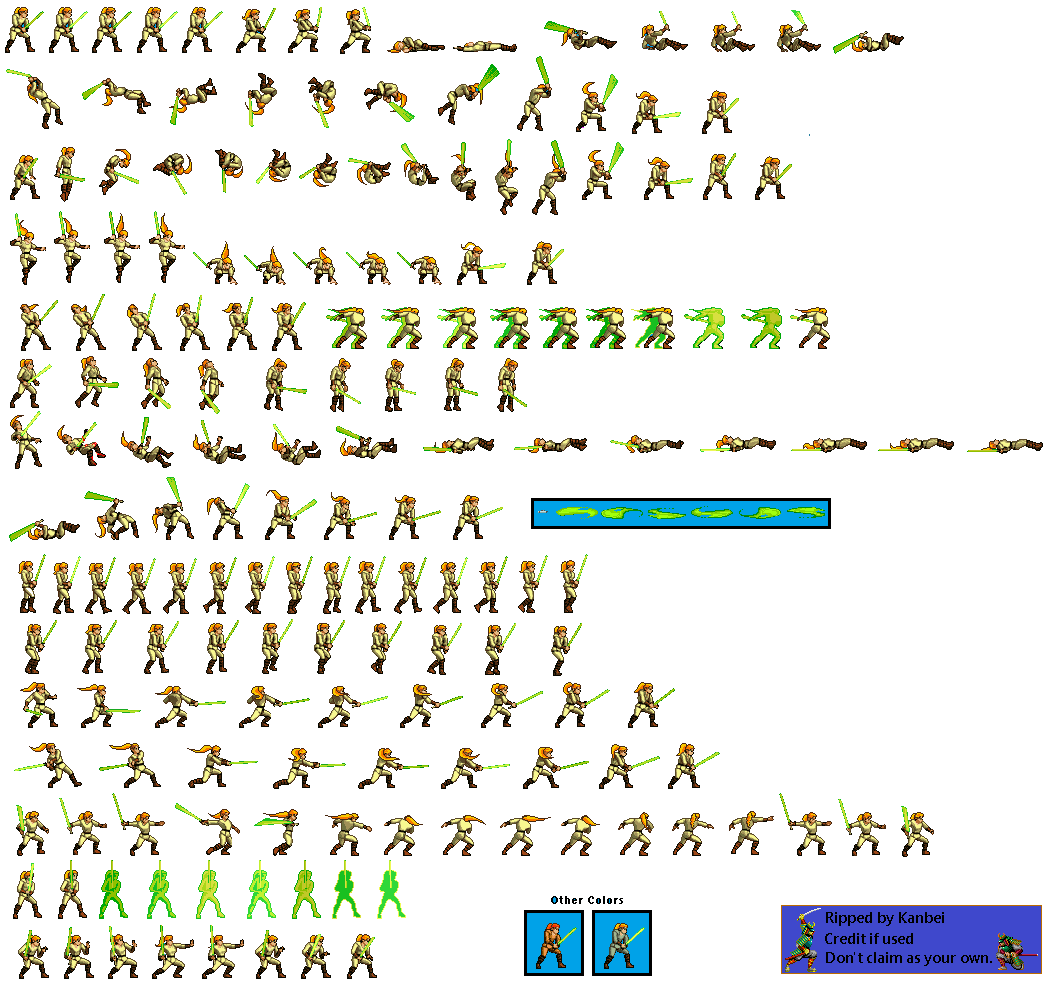 Other Colors
Ripped by Kanbei
Credit if used
Don't claim as your own.